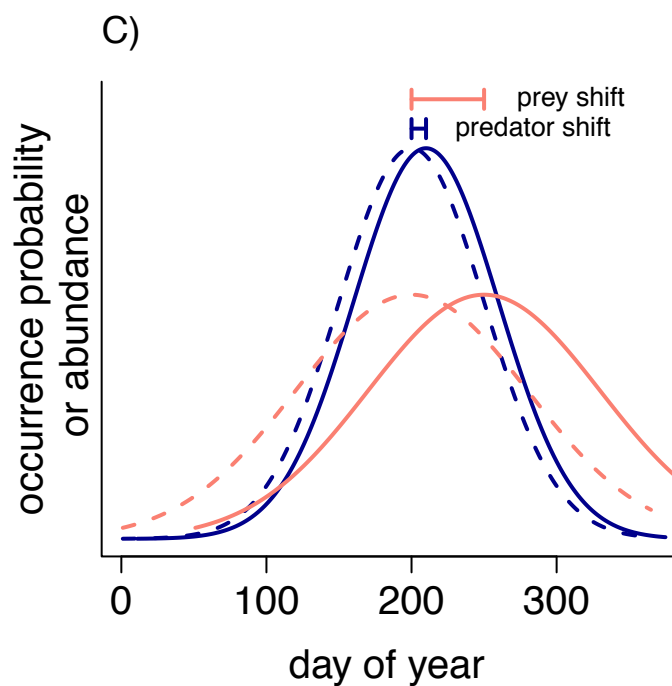 C)
prey shift
predator shift
occurrence probability
or abundance
0 100 200 300
day of year